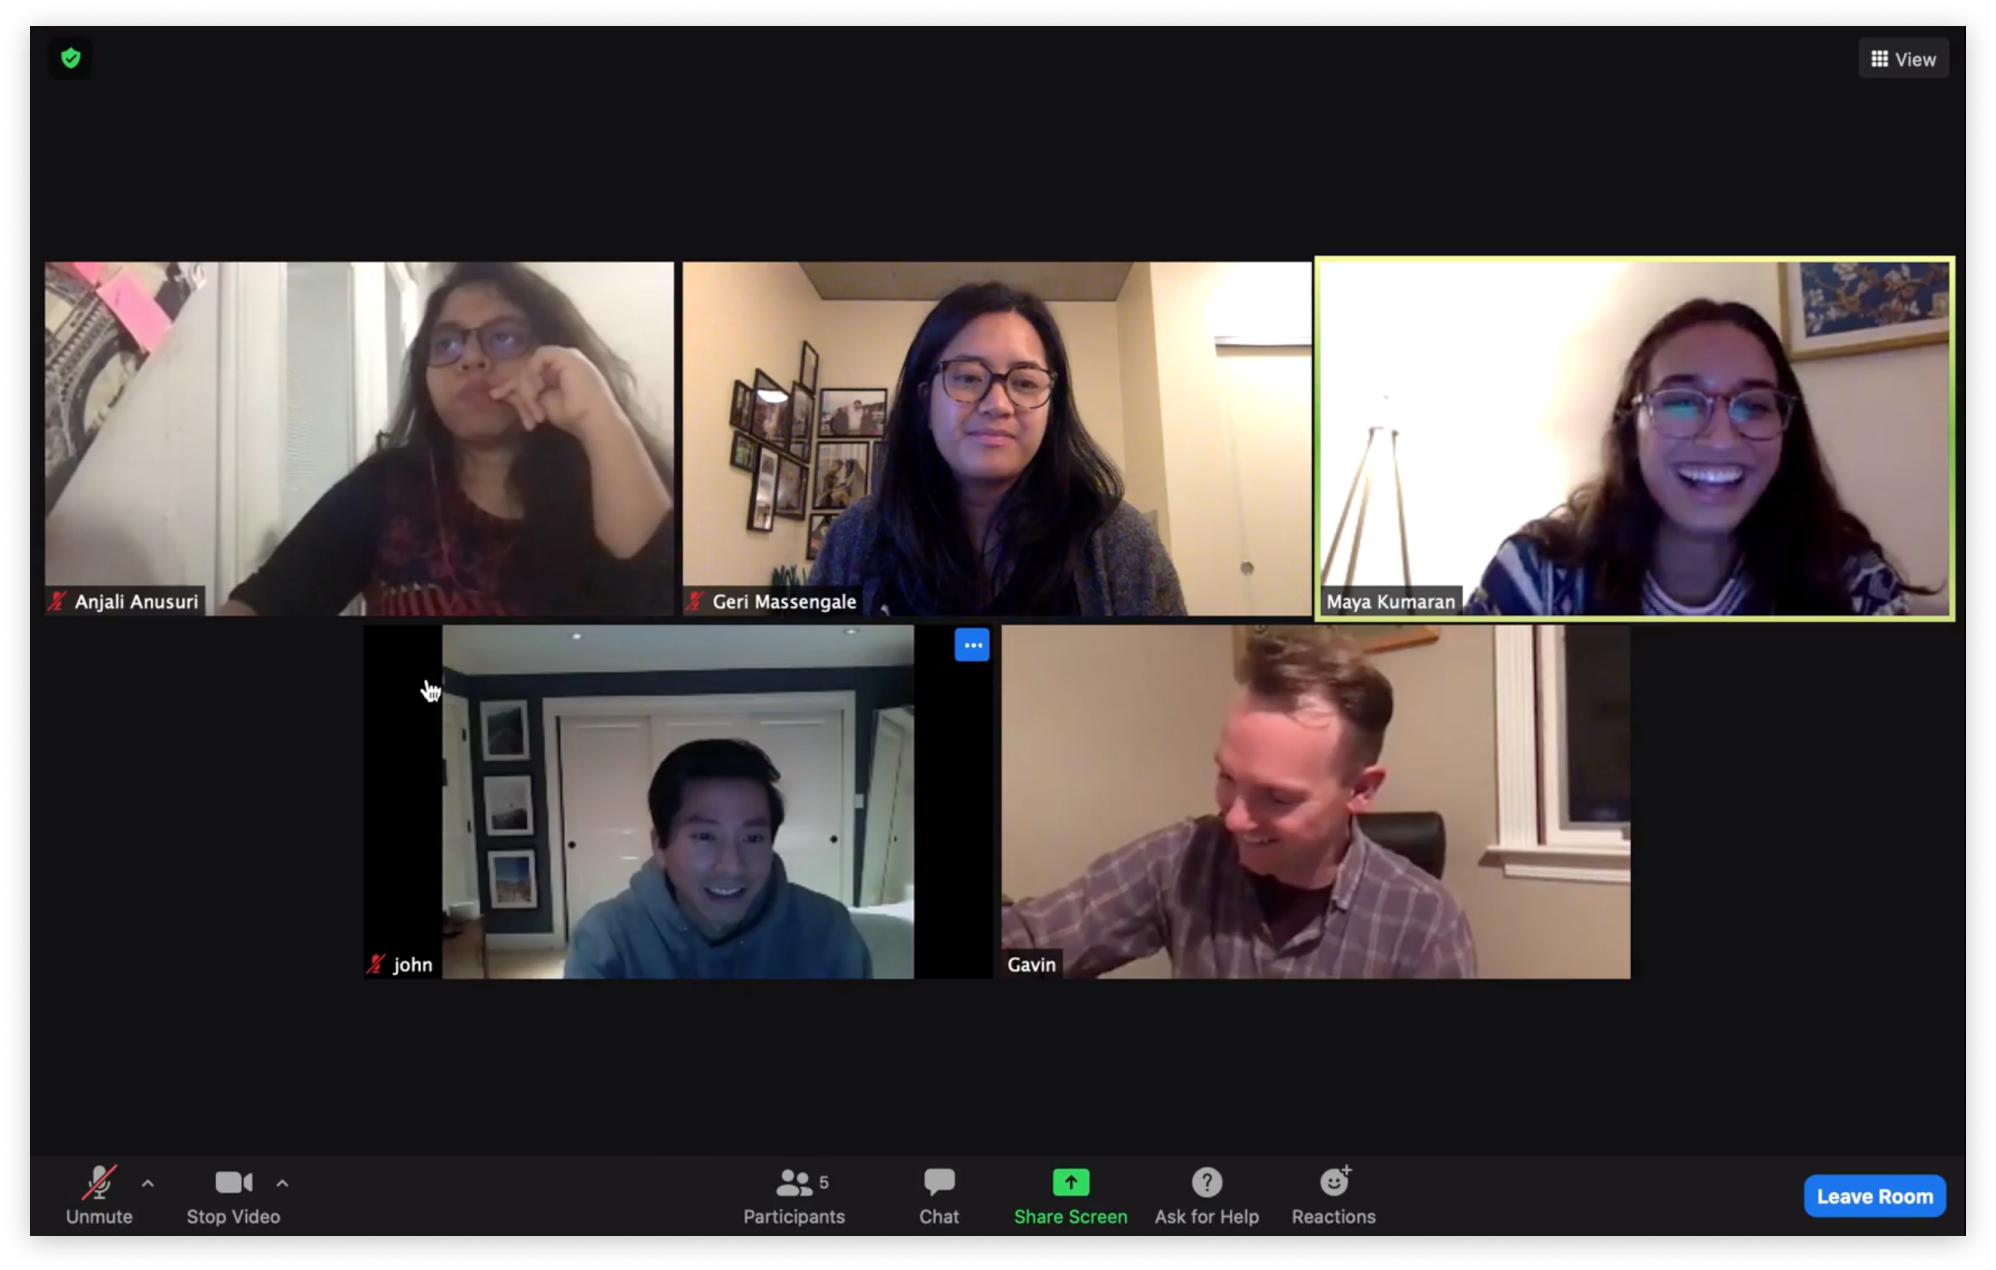 View
Anjali Anusuri
Geri Massengale
Maya Kumaran
john
Gavin
Unmute
Stop Video
5
Participants
Chat
Share Screen
Ask for Help
Reactions
Leave Room